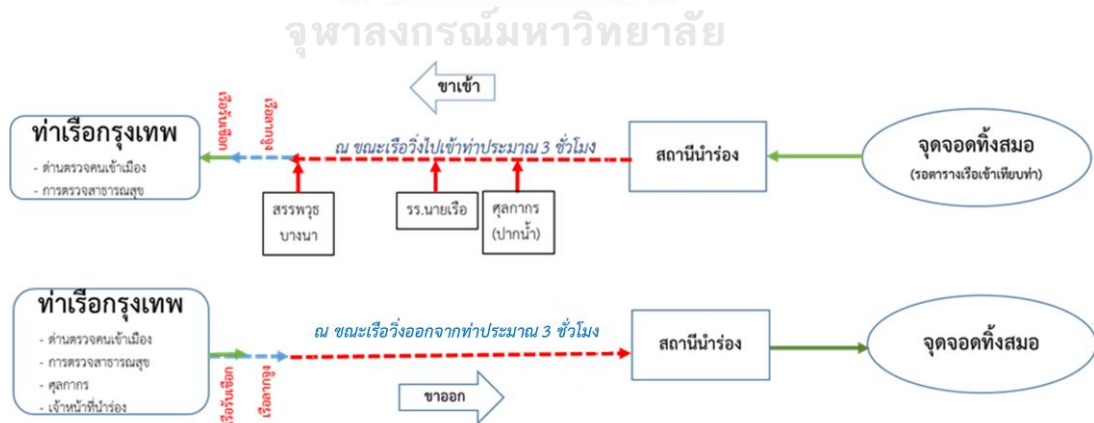 จุฬาลงกรณ์มหาวิทยาลัย
ขาเข้า
ท่าเรือกรุงเทพ
- ด่านตรวจคนเข้าเมือง
- การตรวจสาธารณสุข
เรือรับเชือก
เรือลากจูง
ณ ขณะเรือวิ่งไปเข้าท่าประมาณ 3 ชั่วโมง
สรรพวุธ
บางนา
รร.นายเรือ
ศุลกากร
(ปากน้ำ)
สถานีนำร่อง
จุดจอดทิ้งสมอ
(รอตารางเรือเข้าเทียบท่า)
ท่าเรือกรุงเทพ
- ด่านตรวจคนเข้าเมือง
- การตรวจสาธารณสุข
- ศุลกากร
- เจ้าหน้าที่นำร่อง
เรือรับเชือก
เรือลากจูง
ณ ขณะเรือวิ่งออกจากท่าประมาณ 3 ชั่วโมง
ขาออก
สถานีนำร่อง
จุดจอดทิ้งสมอ